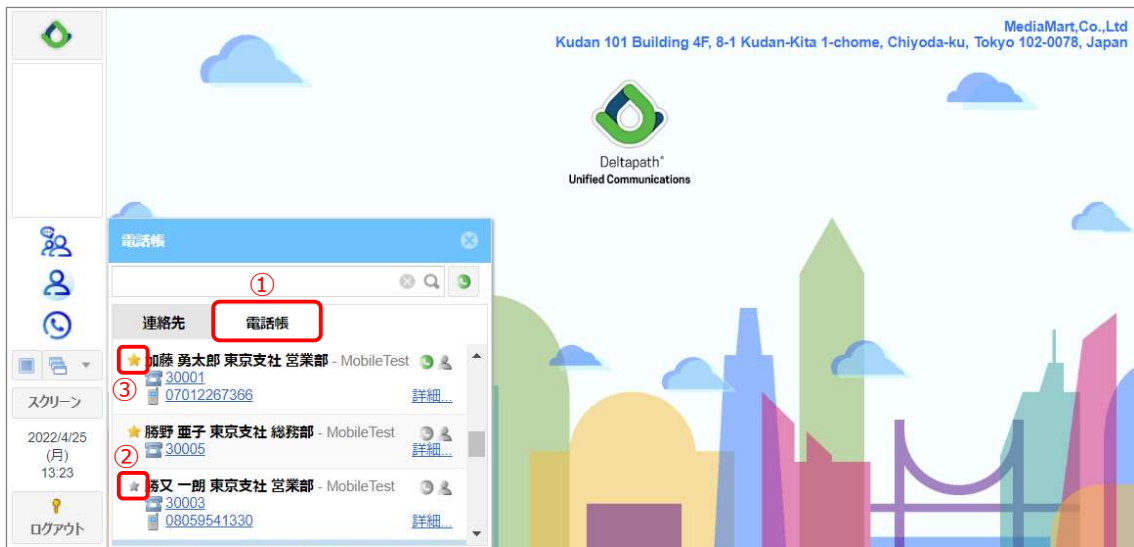 MediaMart,Co.,Ltd
Kudan 101 Building 4F, 8-1 Kudan-Kita 1-chome, Chiyoda-ku, Tokyo 102-0078, Japan
Deltapath®
Unified Communications
電話帳
①
連絡先 電話帳
加藤 勇太郎 東京支社 営業部 - MobileTest
30001
③
07012267366 詳細...
勝野 亜子 東京支社 総務部 - MobileTest
30005 詳細...
②
勝又 一朗 東京支社 営業部 - MobileTest
30003
08059541330 詳細...
スクリーン
2022/4/25
(月)
13:23
ログアウト